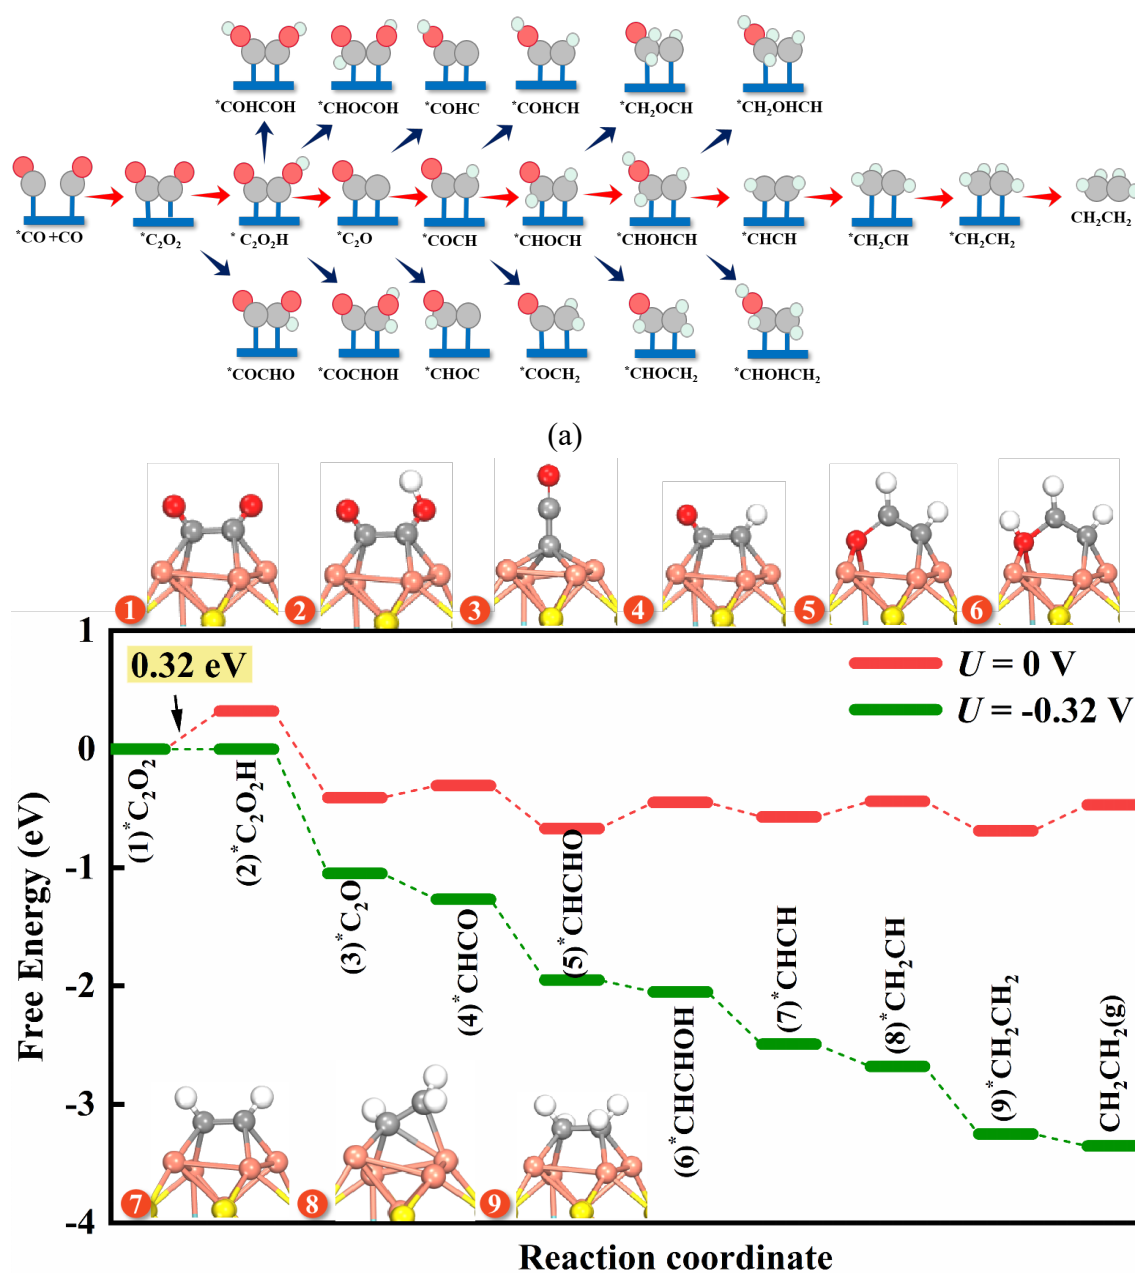 *COHCOH *CHOCOH *COHC *COHCH *CH₂OCH *CH₂OHCH
*CO +CO *C₂O₂ *C₂O₂H *C₂O *COCH *CHOCH *CHOHCH *CHCH *CH₂CH *CH₂CH₂ CH₂CH₂
*COCHO *COCHOH *CHOC *COCH₂ *CHOCH₂ *CHOHCH₂
(a)
1 2 3 4 5 6
1
0.32 eV
U = 0 V
U = -0.32 V
0
-1
-2
-3
-4
Free Energy (eV)
(1)*C₂O₂
(2)*C₂O₂H
(3)*C₂O
(4)*CHCO
(5)*CHCHO
(6)*CHCHOH
(7)*CHCH
(8)*CH₂CH
(9)*CH₂CH₂
CH₂CH₂(g)
7 8 9
Reaction coordinate